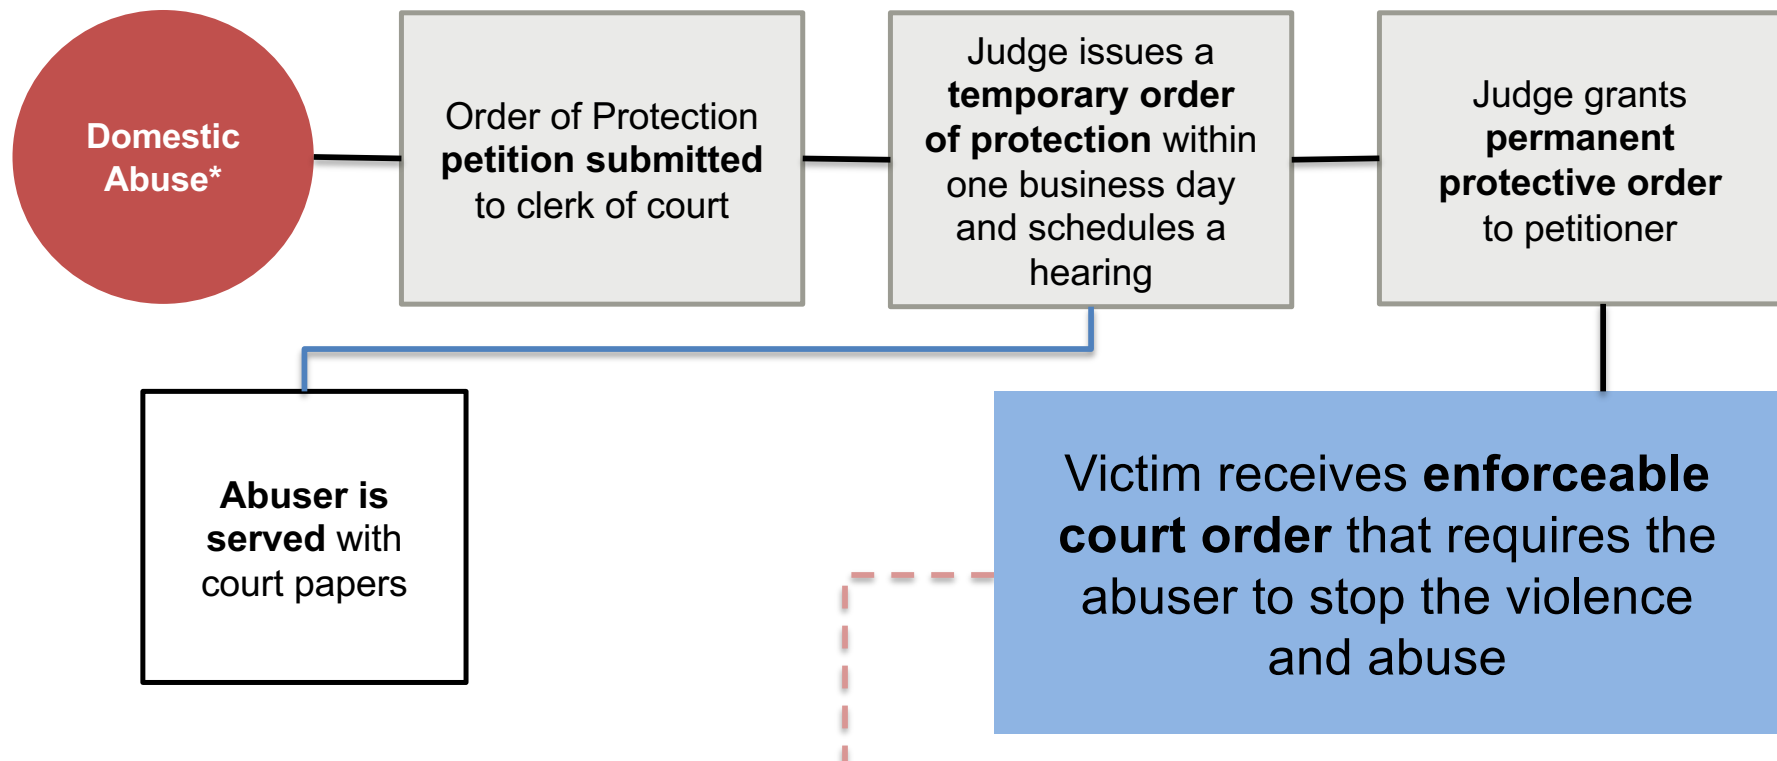 Domestic
Abuse*
Order of Protection
petition submitted
to clerk of court
Judge issues a
temporary order
of protection within
one business day
and schedules a
hearing
Judge grants
permanent
protective order
to petitioner
Abuser is
served with
court papers
Victim receives enforceable
court order that requires the
abuser to stop the violence
and abuse